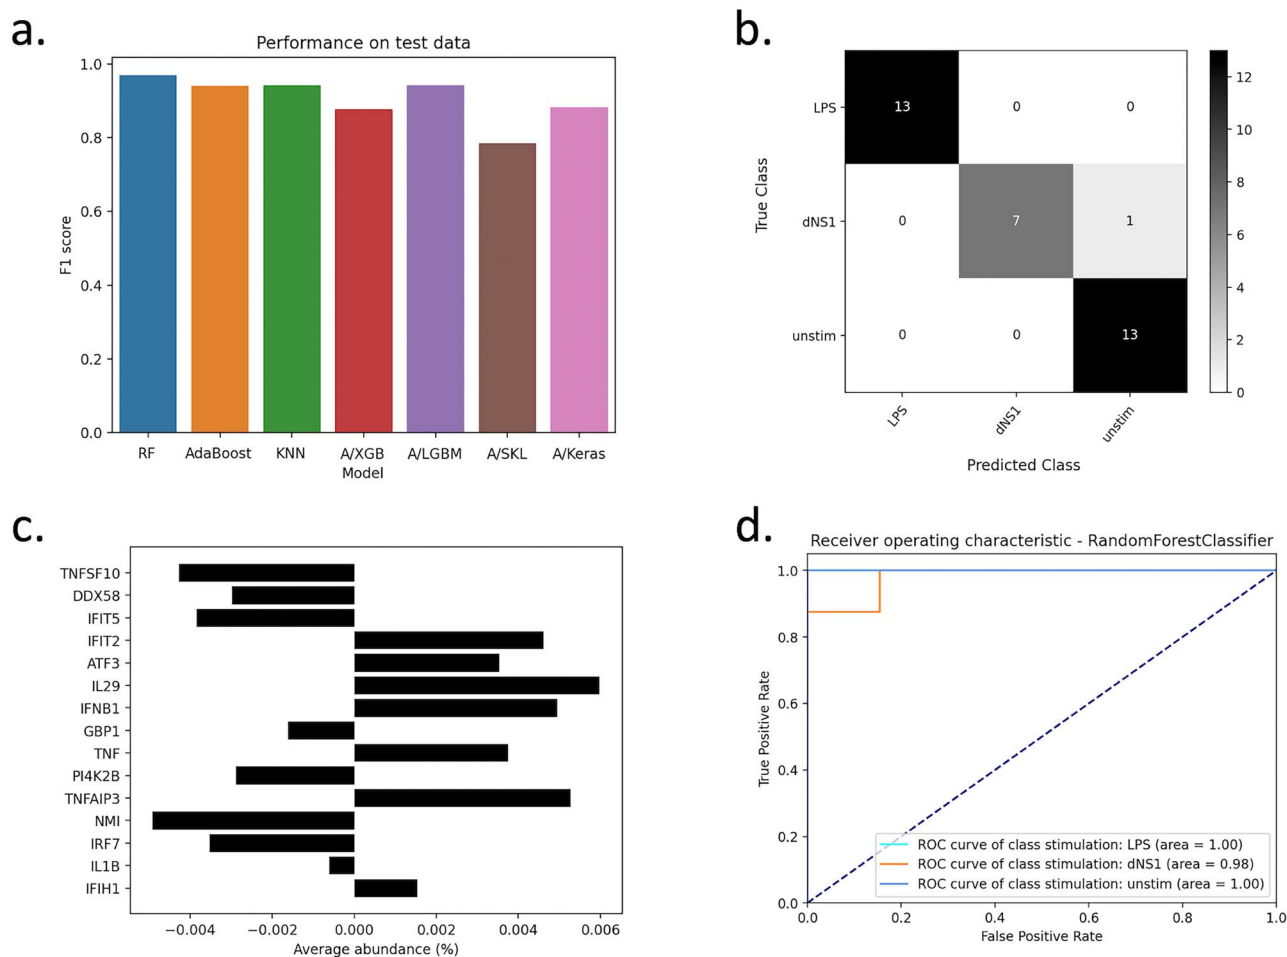 a.
Performance on test data
1.0
0.8
0.6
0.4
0.2
0.0
F1 score
RF AdaBoost KNN A/XGB A/LGBM A/SKL A/Keras
Model
b.
True Class
LPS
dNS1
unstim
13 0 0
0 7 1
0 0 13
LPS dNS1 unstim
Predicted Class
12
10
8
6
4
2
0
c.
TNFSF10
DDX58
IFIT5
IFIT2
ATF3
IL29
IFNB1
GBP1
TNF
PI4K2B
TNFAIP3
NMI
IRF7
IL1B
IFIH1
−0.004 −0.002 0.000 0.002 0.004 0.006
Average abundance (%)
d.
Receiver operating characteristic - RandomForestClassifier
1.0
0.8
0.6
0.4
0.2
0.0
True Positive Rate
ROC curve of class stimulation: LPS (area = 1.00)
ROC curve of class stimulation: dNS1 (area = 0.98)
ROC curve of class stimulation: unstim (area = 1.00)
0.0 0.2 0.4 0.6 0.8 1.0
False Positive Rate